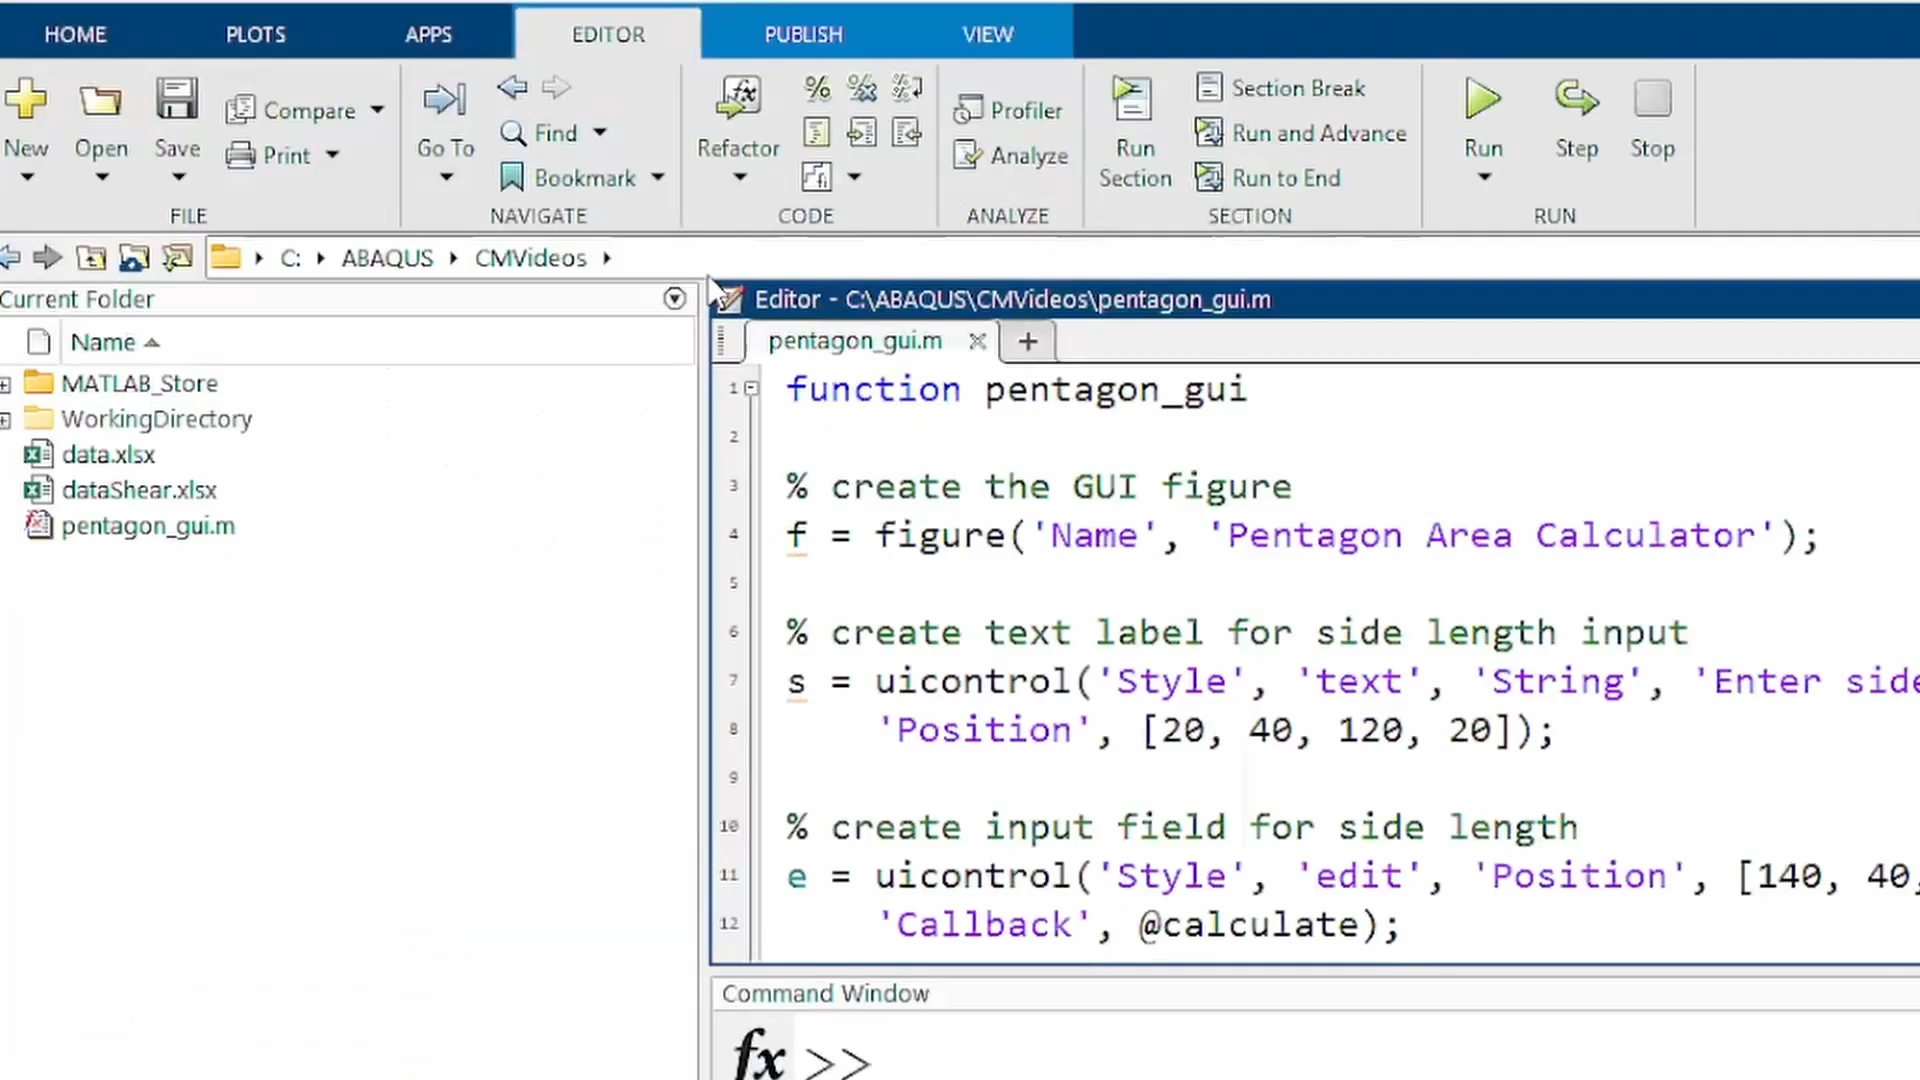 HOME PLOTS APPS EDITOR PUBLISH VIEW
New Open Save Compare Print
FILE
Go To Find Bookmark
NAVIGATE
Refactor
CODE
Profiler Analyze
ANALYZE
Run Section Section Break Run and Advance Run to End
SECTION
Run Step Stop
RUN
C: ABAQUS CMVideos
Current Folder
Name
MATLAB_Store
WorkingDirectory
data.xlsx
dataShear.xlsx
pentagon_gui.m
Editor - C:\ABAQUS\CMVideos\pentagon_gui.m
pentagon_gui.m
1 function pentagon_gui
2
3 % create the GUI figure
4 f = figure('Name', 'Pentagon Area Calculator');
5
6 % create text label for side length input
7 s = uicontrol('Style', 'text', 'String', 'Enter side
8 'Position', [20, 40, 120, 20]);
9
10 % create input field for side length
11 e = uicontrol('Style', 'edit', 'Position', [140, 40,
12 'Callback', @calculate);
Command Window
fx >>